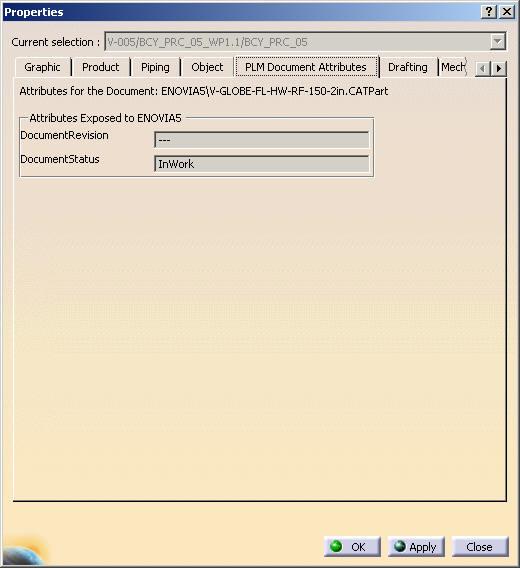 Properties
Current selection : V-005/BCY_PRC_05_WP1.1/BCY_PRC_05
Graphic Product Piping Object PLM Document Attributes Drafting Mech
Attributes for the Document: ENOVIA5\V-GLOBE-FL-HW-RF-150-2in.CATPart
Attributes Exposed to ENOVIA5
DocumentRevision ---
DocumentStatus InWork
OK Apply Close